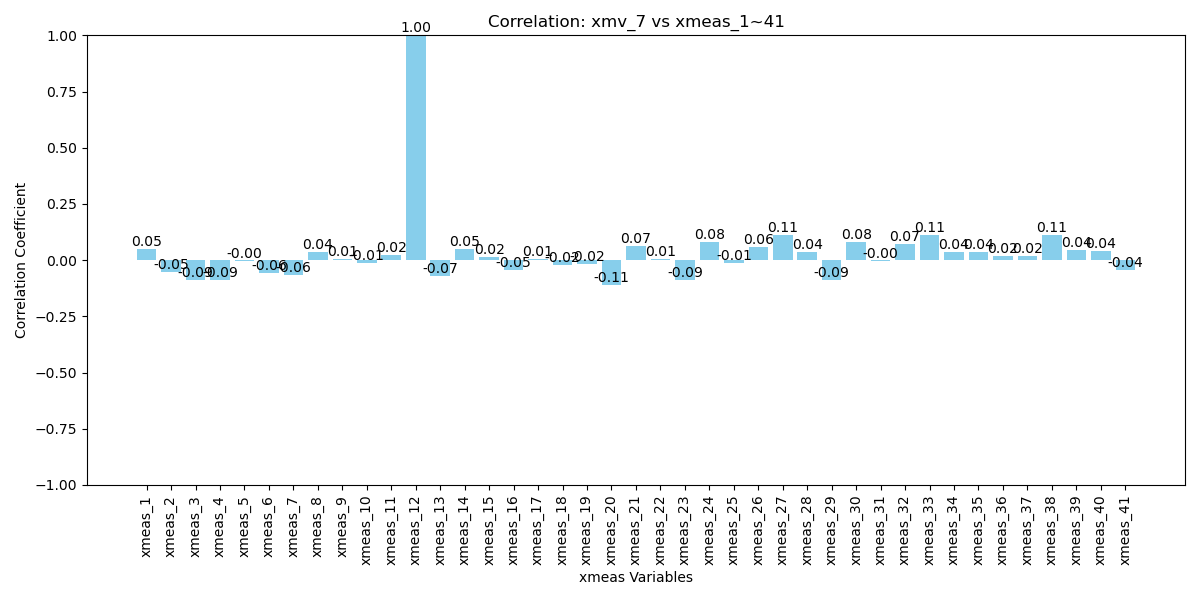 Correlation: xmv_7 vs xmeas_1~41
Correlation Coefficient
1.00
0.75
0.50
0.25
0.00
−0.25
−0.50
−0.75
−1.00
0.05
-0.05
-0.09
-0.09
-0.00
-0.06
-0.06
0.04
0.01
-0.01
0.02
1.00
-0.07
0.05
0.02
-0.05
0.01
-0.02
-0.02
-0.11
0.07
0.01
-0.09
0.08
-0.01
0.06
0.11
0.04
-0.09
0.08
-0.00
0.07
0.11
0.04
0.04
0.02
0.02
0.11
0.04
0.04
-0.04
xmeas_1
xmeas_2
xmeas_3
xmeas_4
xmeas_5
xmeas_6
xmeas_7
xmeas_8
xmeas_9
xmeas_10
xmeas_11
xmeas_12
xmeas_13
xmeas_14
xmeas_15
xmeas_16
xmeas_17
xmeas_18
xmeas_19
xmeas_20
xmeas_21
xmeas_22
xmeas_23
xmeas_24
xmeas_25
xmeas_26
xmeas_27
xmeas_28
xmeas_29
xmeas_30
xmeas_31
xmeas_32
xmeas_33
xmeas_34
xmeas_35
xmeas_36
xmeas_37
xmeas_38
xmeas_39
xmeas_40
xmeas_41
xmeas Variables